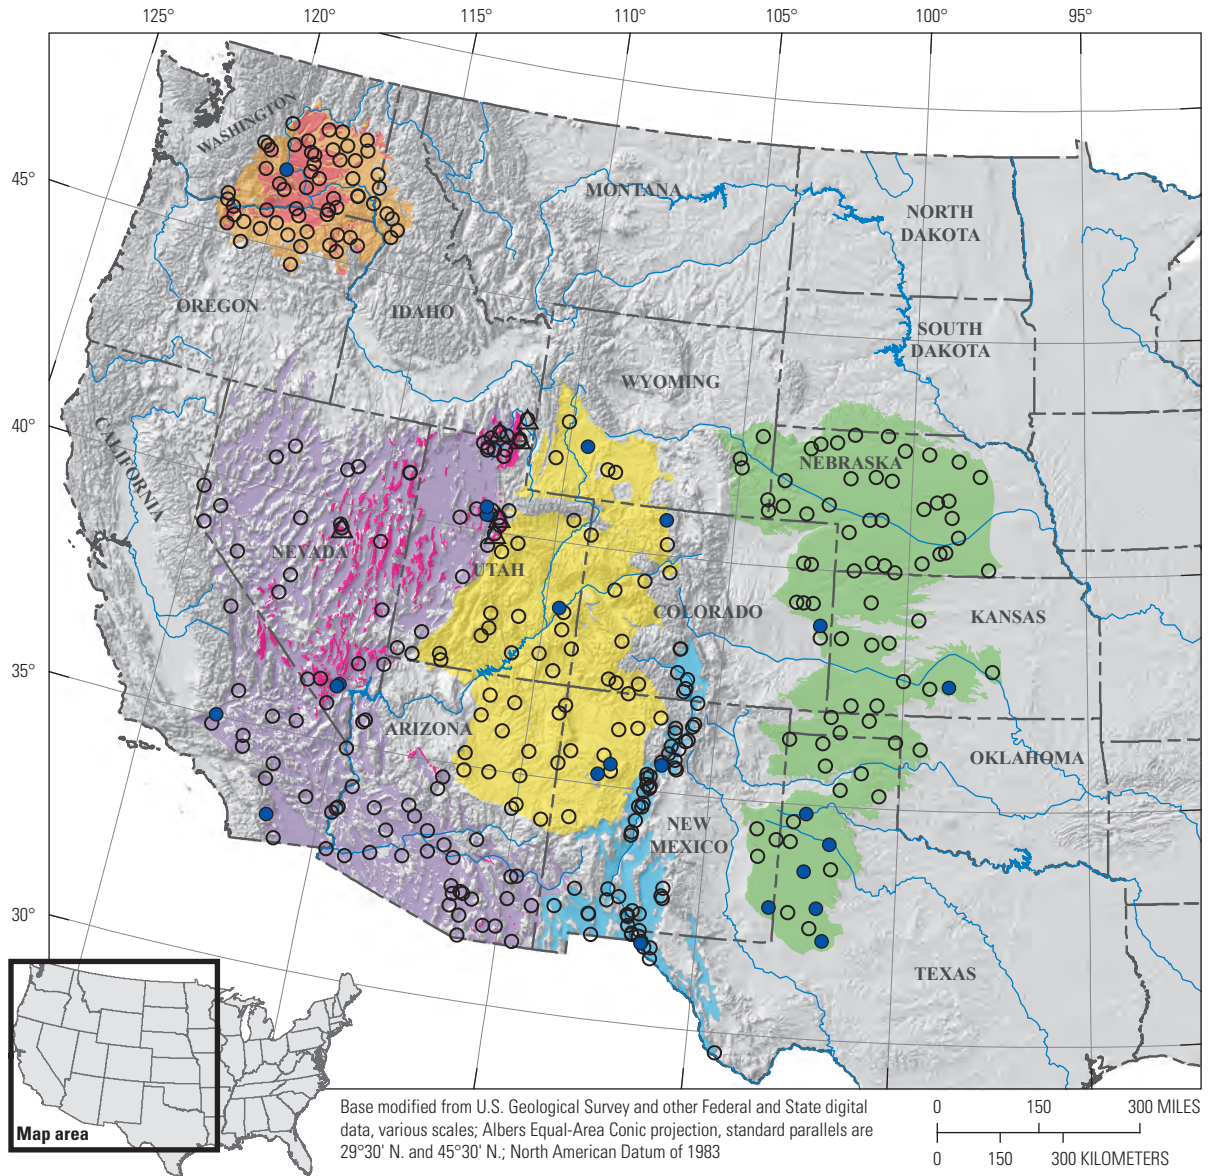 125°
120°
115°
110°
105°
100°
95°
45°
40°
35°
30°
WASHINGTON
MONTANA
NORTH
DAKOTA
OREGON
IDAHO
SOUTH
DAKOTA
WYOMING
CALIFORNIA
NEBRASKA
NEVADA
UTAH
COLORADO
KANSAS
ARIZONA
OKLAHOMA
NEW
MEXICO
TEXAS
Map area
Base modified from U.S. Geological Survey and other Federal and State digital
data, various scales; Albers Equal-Area Conic projection, standard parallels are
29°30' N. and 45°30' N.; North American Datum of 1983
0 150 300 MILES
0 150 300 KILOMETERS